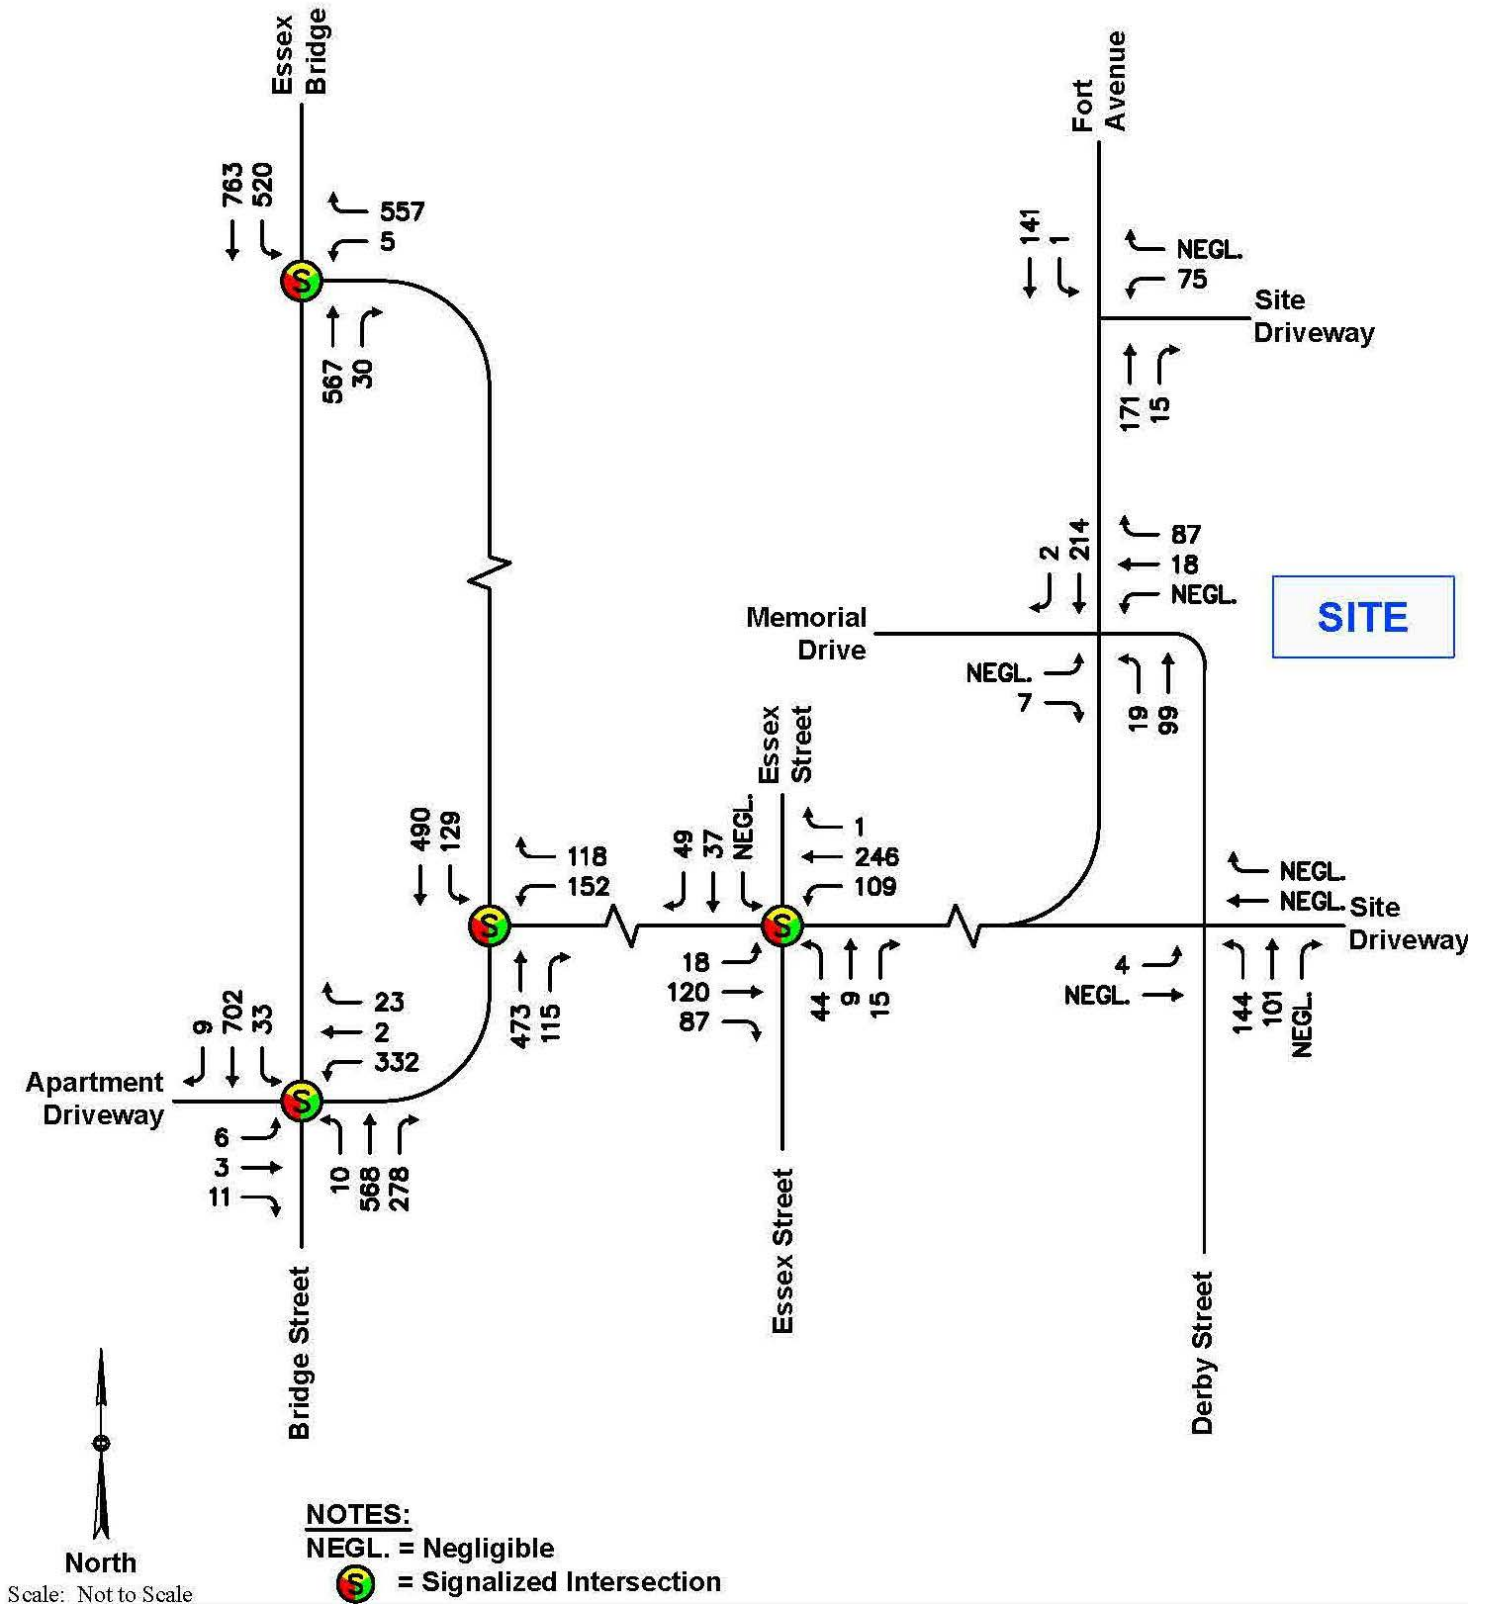 Essex
Bridge
763
520
557
5
567
30
Fort
Avenue
141
1
NEGL.
75
Site
Driveway
171
15
2
214
87
18
NEGL.
SITE
Memorial
Drive
NEGL.
7
19
99
Essex
Street
490
129
118
152
473
115
49
37
NEGL.
1
246
109
18
120
87
44
9
15
NEGL.
NEGL.
Site
Driveway
4
NEGL.
144
101
NEGL.
9
702
33
23
2
332
Apartment
Driveway
6
3
11
10
568
278
Bridge Street
Essex Street
Derby Street
North
Scale: Not to Scale
NOTES:
NEGL. = Negligible
S = Signalized Intersection
S
S
S
S